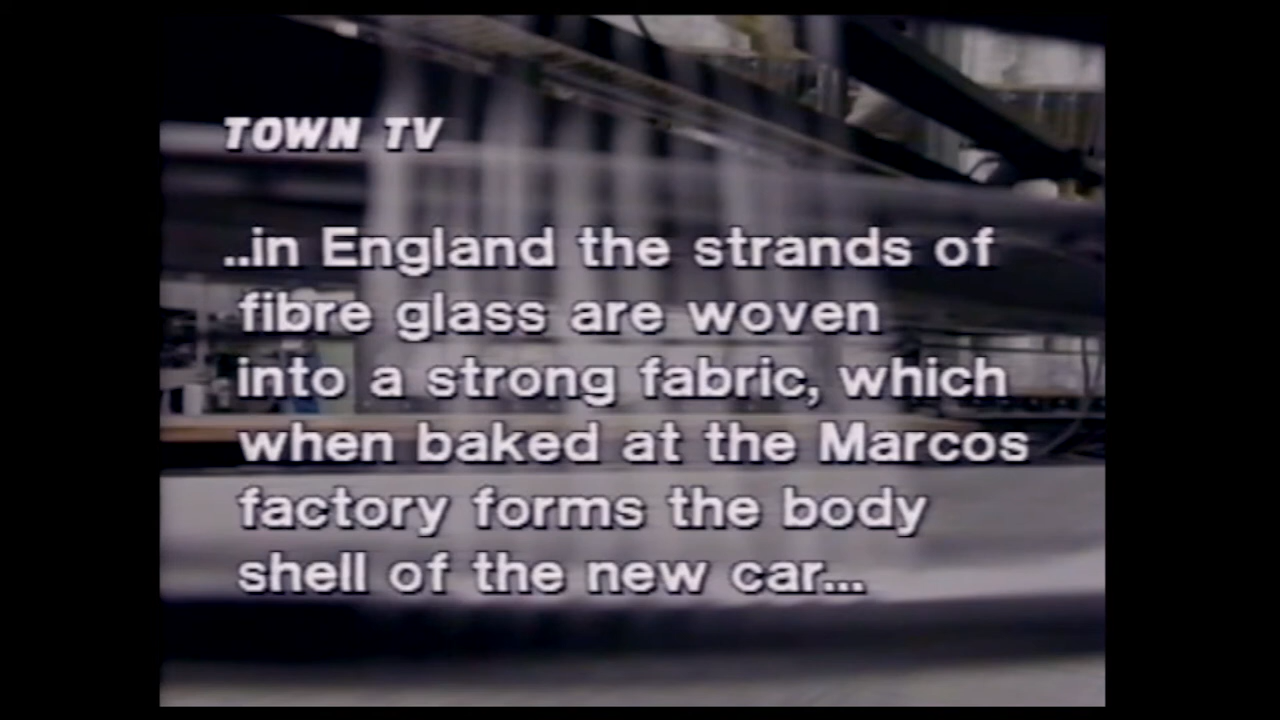 TOWN TV
..in England the strands of
fibre glass are woven
into a strong fabric, which
when baked at the Marcos
factory forms the body
shell of the new car...